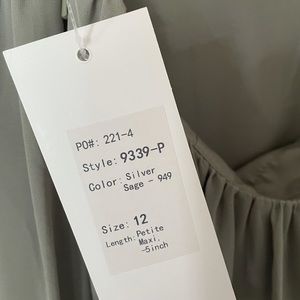 PO#: 221-4
Style: 9339-P
Color: Silver
Sage - 949
Size: 12
Length: Petite
Maxi,
-5inch